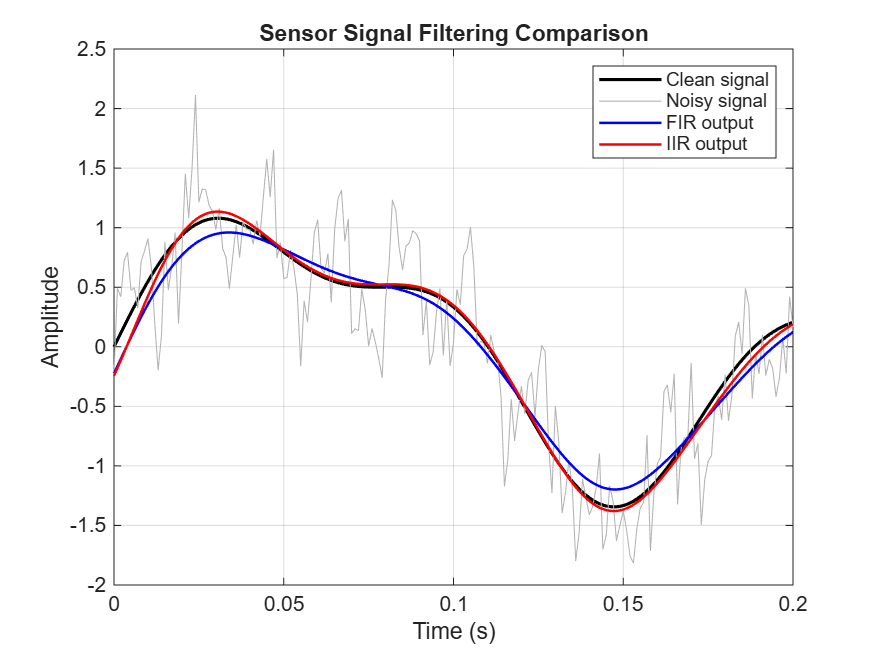 Sensor Signal Filtering Comparison
2.5
2
1.5
1
0.5
0
-0.5
-1
-1.5
-2
Amplitude
Clean signal
Noisy signal
FIR output
IIR output
0 0.05 0.1 0.15 0.2
Time (s)